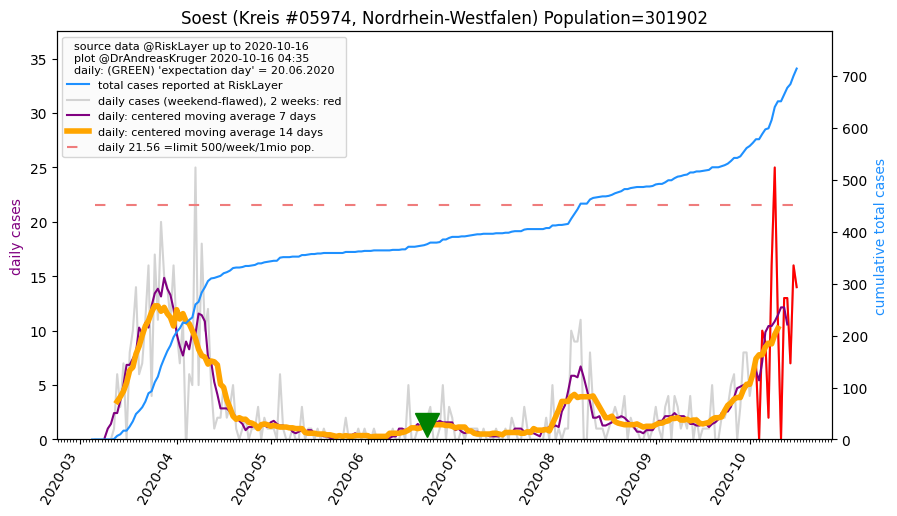 Soest (Kreis #05974, Nordrhein-Westfalen) Population=301902
source data @RiskLayer up to 2020-10-16
plot @DrAndreasKruger 2020-10-16 04:35
daily: (GREEN) 'expectation day' = 20.06.2020
total cases reported at RiskLayer
daily cases (weekend-flawed), 2 weeks: red
daily: centered moving average 7 days
daily: centered moving average 14 days
daily 21.56 =limit 500/week/1mio pop.
daily cases
35
30
25
20
15
10
5
0
cumulative total cases
700
600
500
400
300
200
100
0
2020-03
2020-04
2020-05
2020-06
2020-07
2020-08
2020-09
2020-10